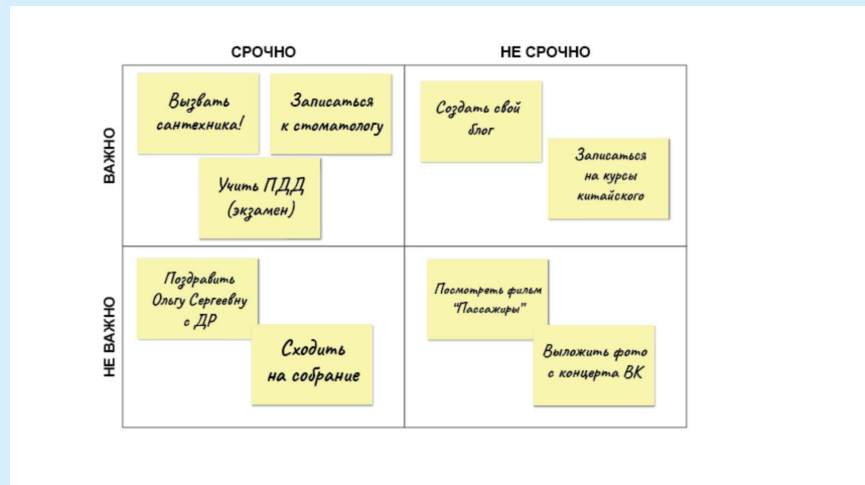 СРОЧНО
НЕ СРОЧНО
ВАЖНО
Вызвать
сантехника!
Записаться
к стоматологу
Учить ПДД
(экзамен)
Создать свой
блог
Записаться
на курсы
китайского
НЕ ВАЖНО
Поздравить
Ольгу Сергеевну
с ДР
Сходить
на собрание
Посмотреть фильм
"Пассажиры"
Выложить фото
с концерта ВК